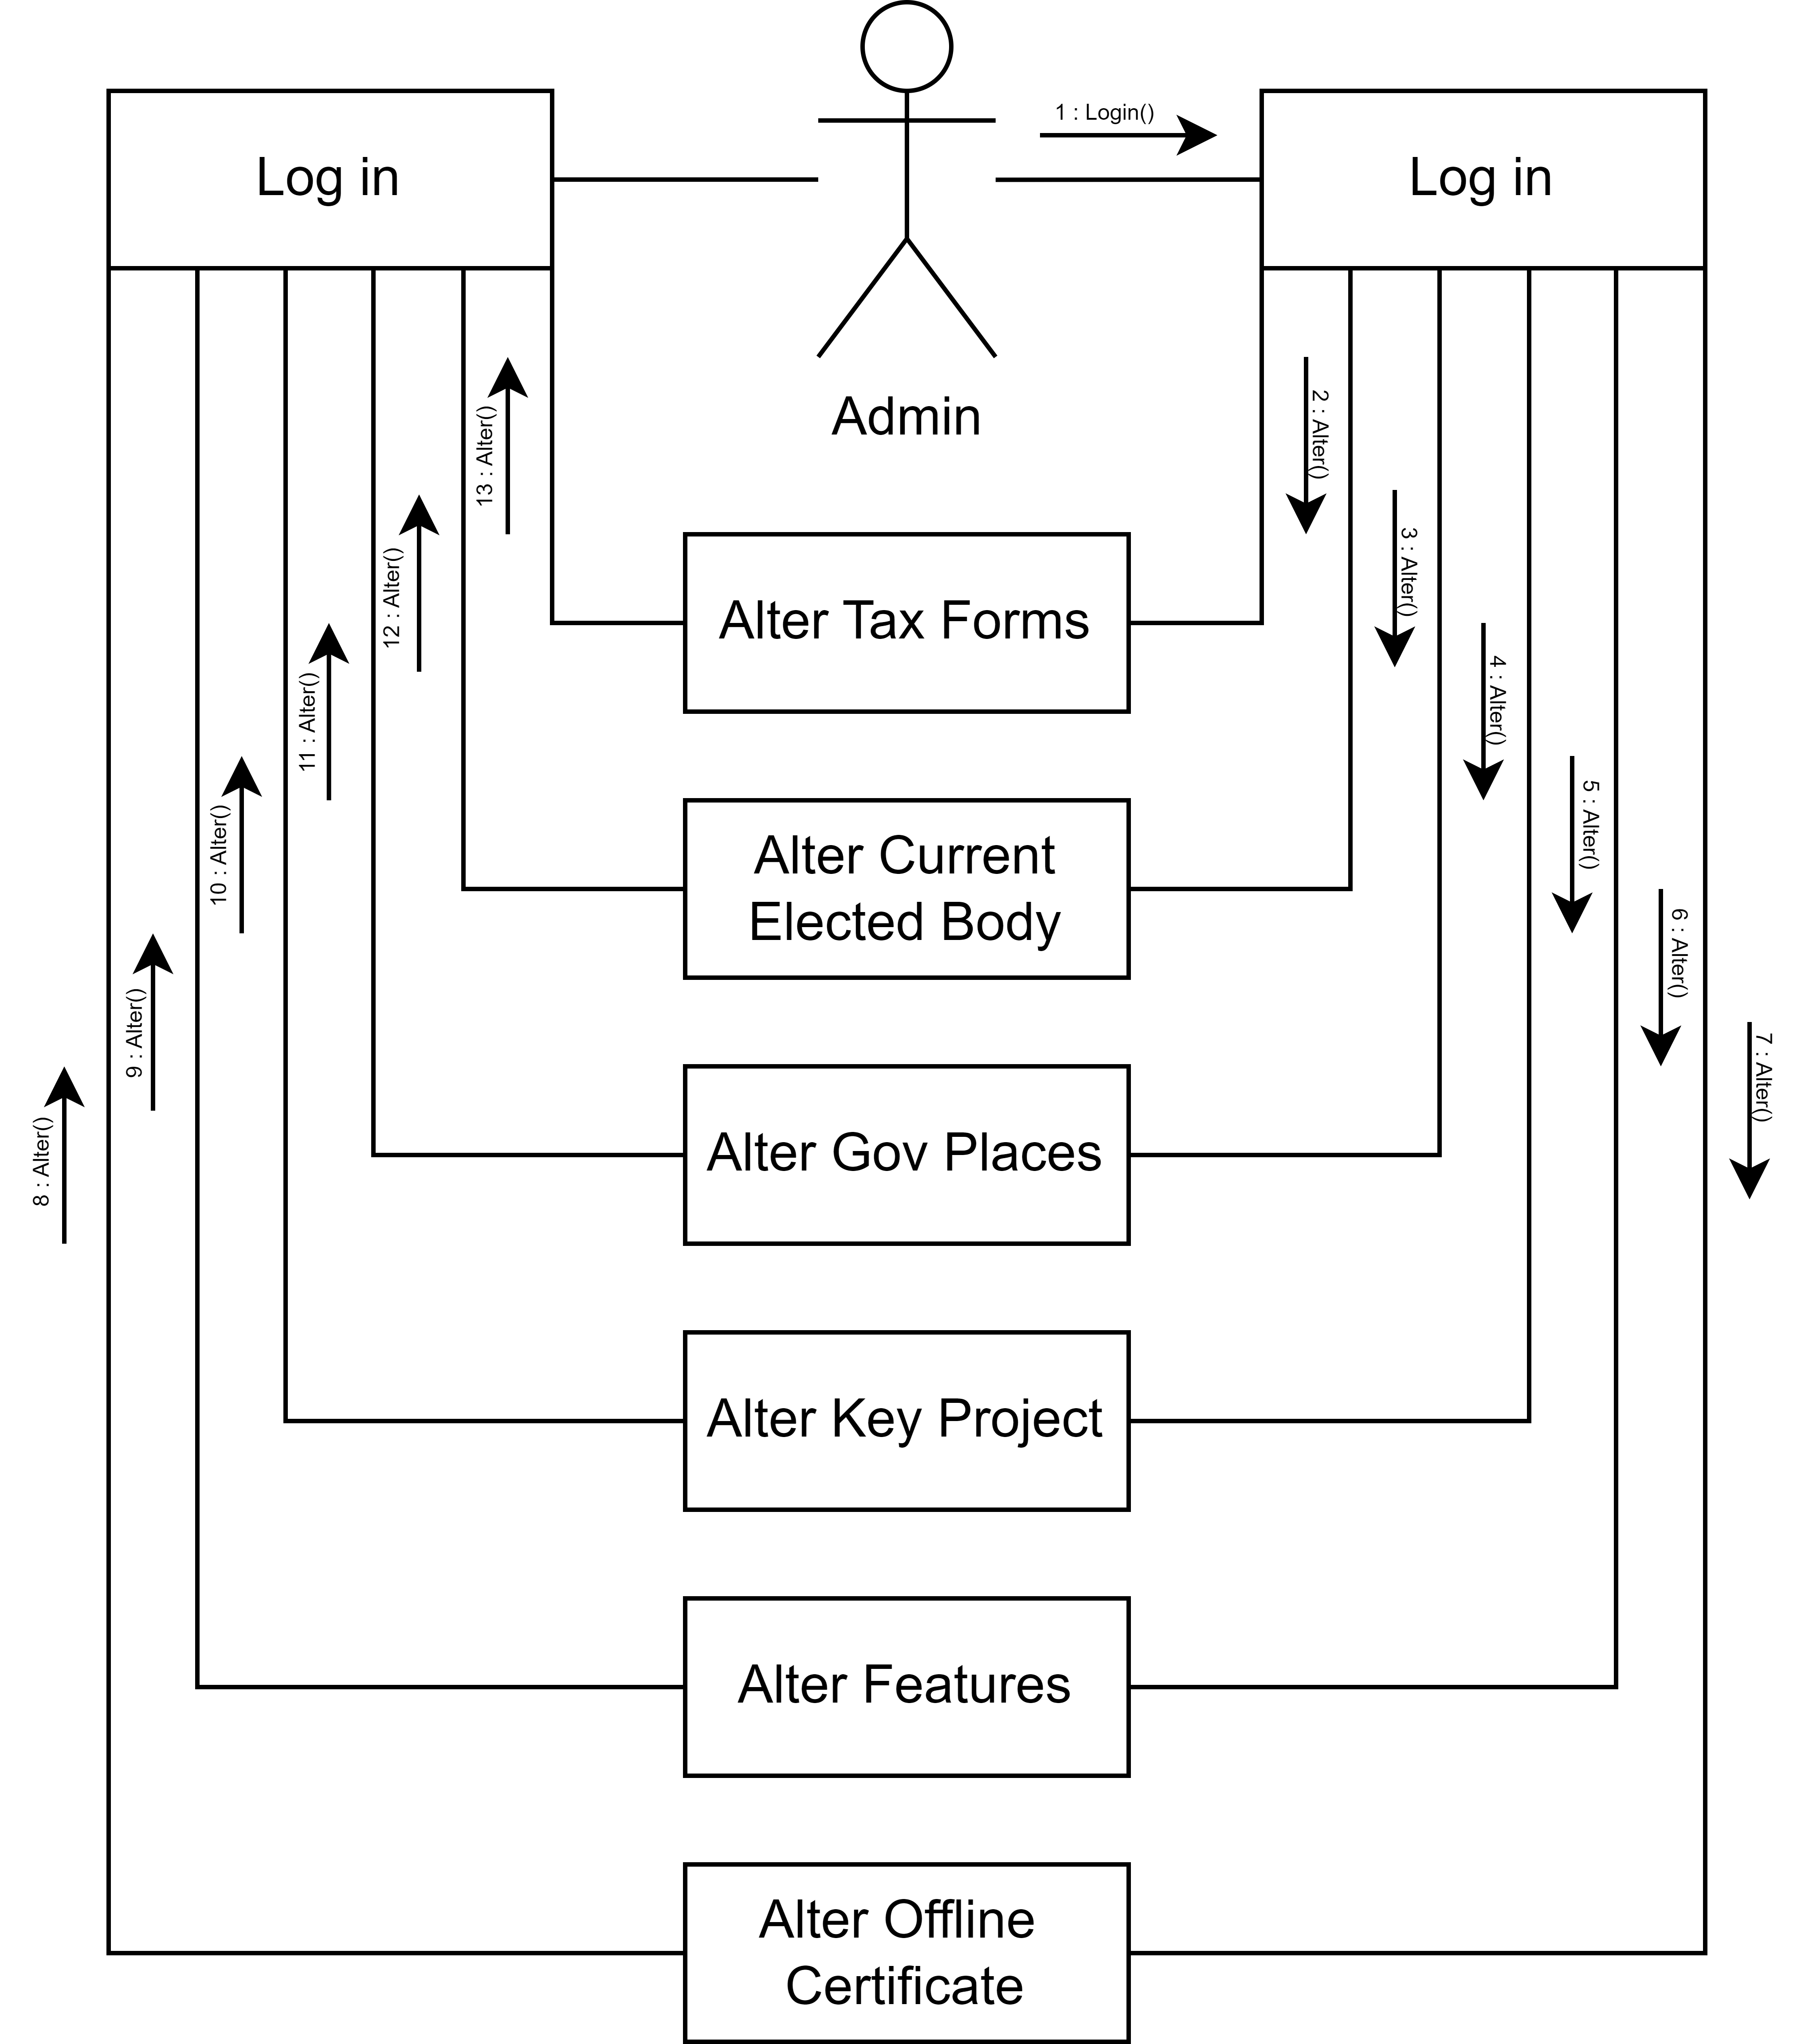 1 : Login()
Log in
Log in
Admin
2 : Alter()
13 : Alter()
3 : Alter()
12 : Alter()
Alter Tax Forms
4 : Alter()
11 : Alter()
5 : Alter()
10 : Alter()
Alter Current
Elected Body
6 : Alter()
9 : Alter()
7 : Alter()
8 : Alter()
Alter Gov Places
Alter Key Project
Alter Features
Alter Offline
Certificate